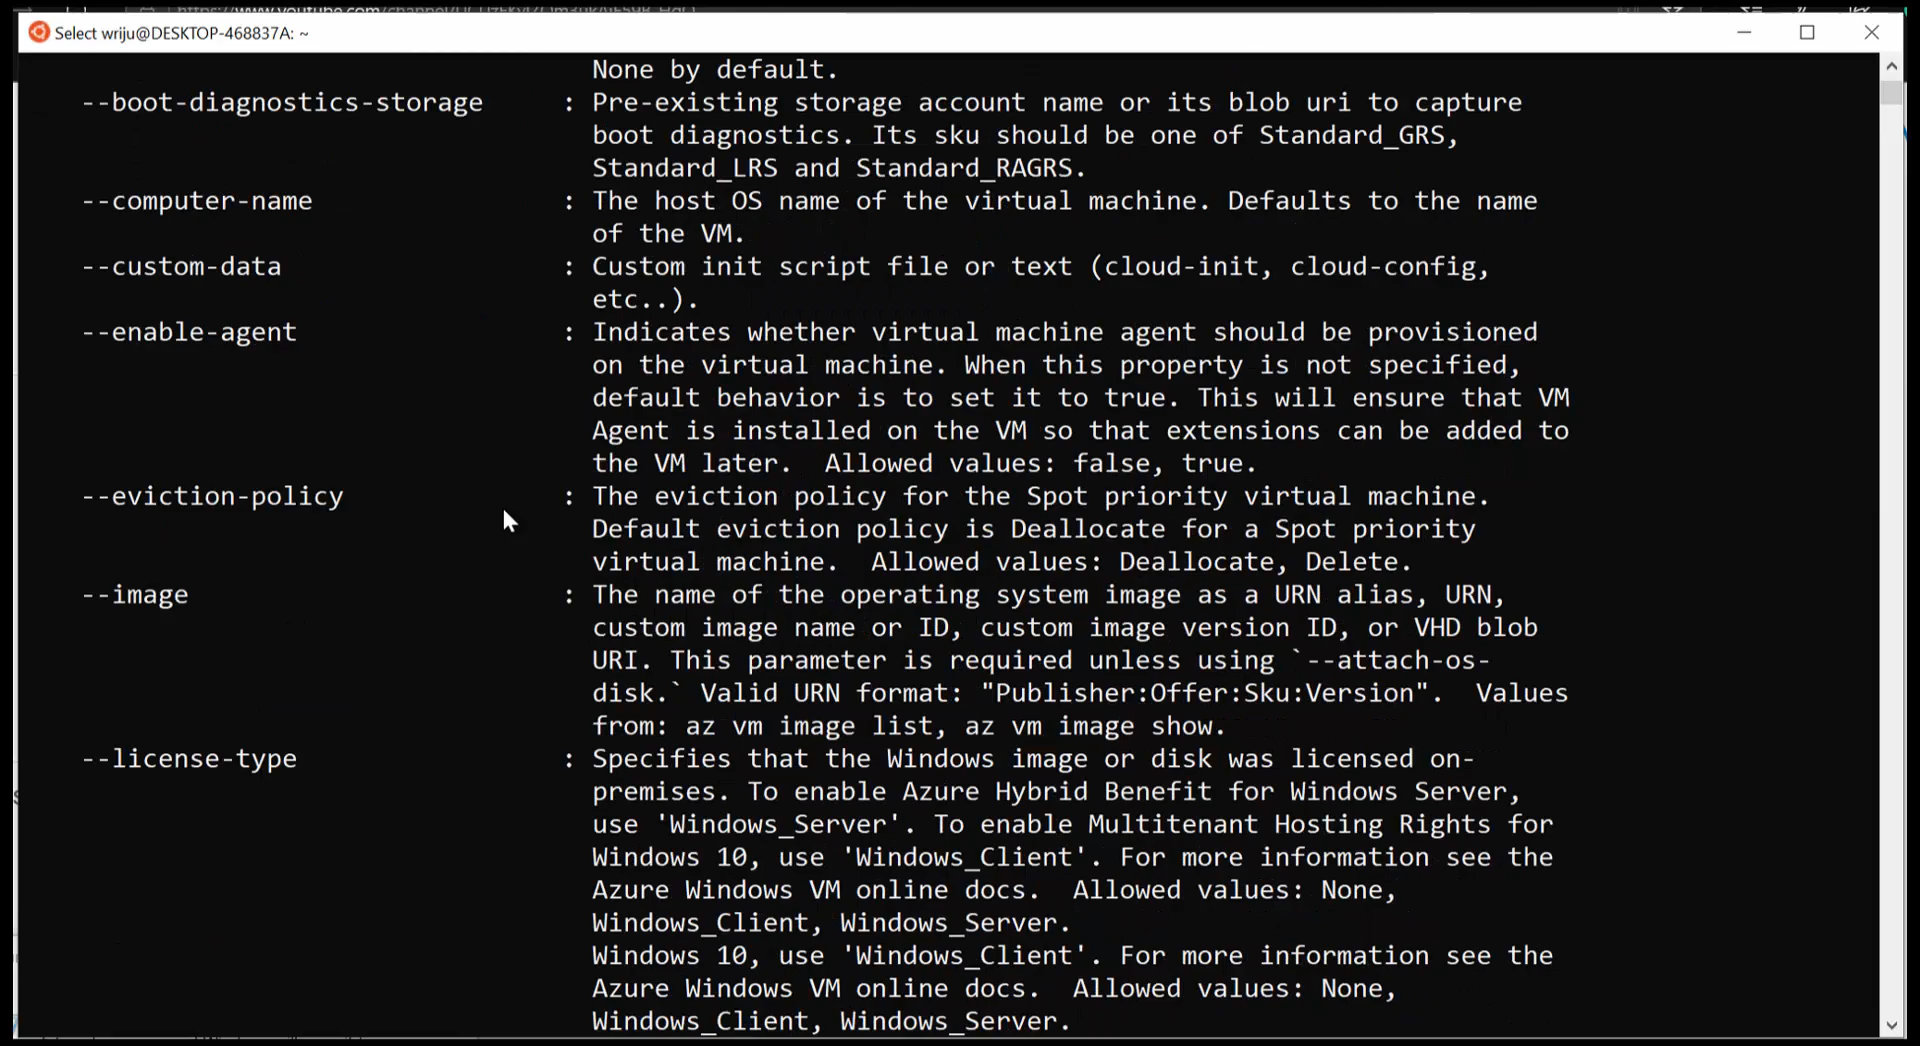 Select wriju@DESKTOP-468837A: ~
None by default.
--boot-diagnostics-storage : Pre-existing storage account name or its blob uri to capture
boot diagnostics. Its sku should be one of Standard_GRS,
Standard_LRS and Standard_RAGRS.
--computer-name : The host OS name of the virtual machine. Defaults to the name
of the VM.
--custom-data : Custom init script file or text (cloud-init, cloud-config,
etc..).
--enable-agent : Indicates whether virtual machine agent should be provisioned
on the virtual machine. When this property is not specified,
default behavior is to set it to true. This will ensure that VM
Agent is installed on the VM so that extensions can be added to
the VM later.  Allowed values: false, true.
--eviction-policy : The eviction policy for the Spot priority virtual machine.
Default eviction policy is Deallocate for a Spot priority
virtual machine.  Allowed values: Deallocate, Delete.
--image : The name of the operating system image as a URN alias, URN,
custom image name or ID, custom image version ID, or VHD blob
URI. This parameter is required unless using `--attach-os-
disk.` Valid URN format: "Publisher:Offer:Sku:Version".  Values
from: az vm image list, az vm image show.
--license-type : Specifies that the Windows image or disk was licensed on-
premises. To enable Azure Hybrid Benefit for Windows Server,
use 'Windows_Server'. To enable Multitenant Hosting Rights for
Windows 10, use 'Windows_Client'. For more information see the
Azure Windows VM online docs.  Allowed values: None,
Windows_Client, Windows_Server.
Windows 10, use 'Windows_Client'. For more information see the
Azure Windows VM online docs.  Allowed values: None,
Windows_Client, Windows_Server.